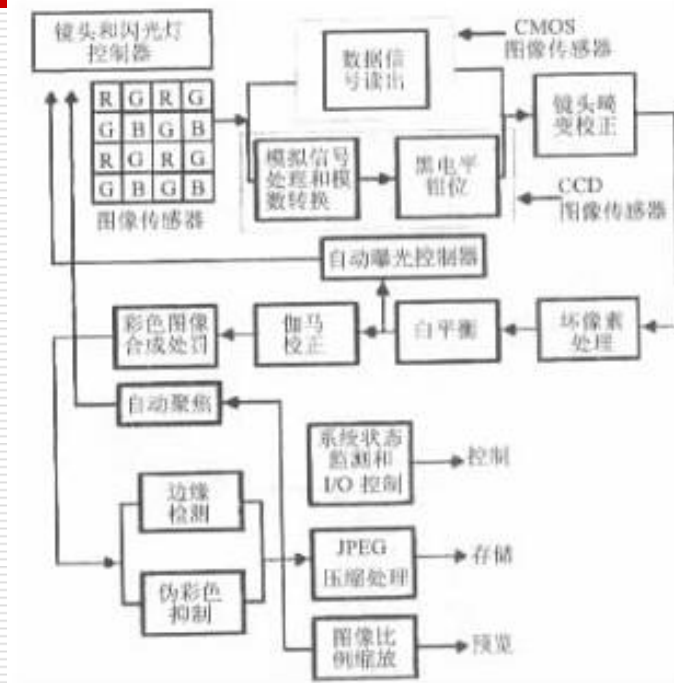 镜头和闪光灯
控制器
数据信
号读出
CMOS
图像传感器
镜头畸
变校正
R G R G
G B G B
R G R G
G B G B
图像传感器
模拟信号
处理和模
数转换
黑电平
钳位
CCD
图像传感器
自动曝光控制器
彩色图像
合成处罚
伽马
校正
白平衡
坏像素
处理
自动聚焦
系统状态
监测和
I/O 控制
控制
边缘
检测
伪彩色
抑制
JPEG
压缩处理
存储
图像比
例缩放
预览